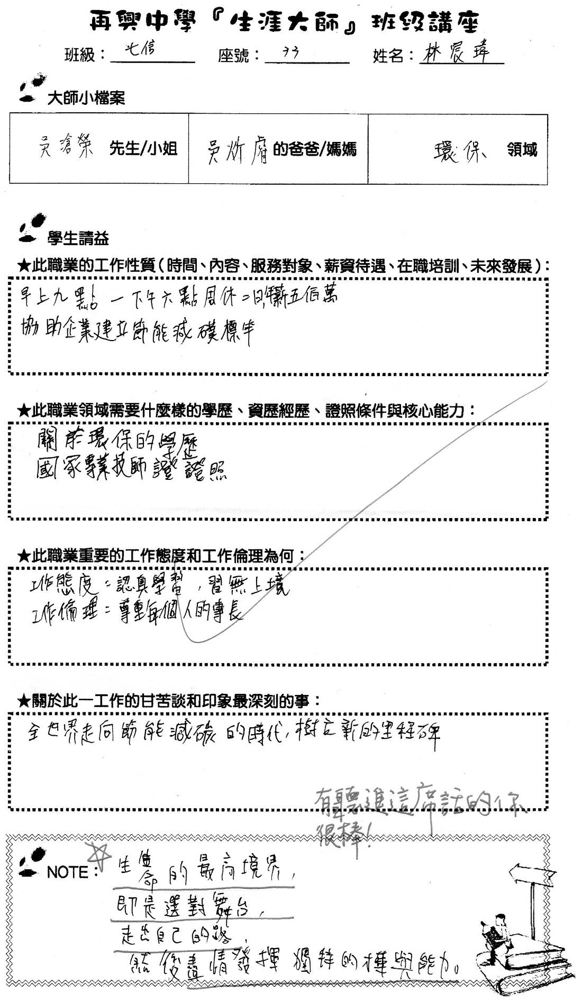 再興中學『生涯大師』班級講座
班級：七信 座號：33 姓名：林宸瑋
大師小檔案
吳滄榮 先生/小姐 吳炘膚的爸爸/媽媽 環保 領域
學生請益
★此職業的工作性質（時間、內容、服務對象、薪資待遇、在職培訓、未來發展）：
早上九點－下午六點周休二日,年薪五佰萬
協助企業建立節能減碳標準
★此職業領域需要什麼樣的學歷、資歷經歷、證照條件與核心能力：
關於環保的學歷
國家專業技師證照
★此職業重要的工作態度和工作倫理為何：
工作態度：認真學習，習無上境
工作倫理：尊重每個人的專長
★關於此一工作的甘苦談和印象最深刻的事：
全世界走向節能減碳的時代，樹立新的里程碑
有聽進這席話的你
很棒！
NOTE：☆生命的最高境界，
即是選對舞台，
走出自己的路，
然後盡情發揮獨特的 與能力。